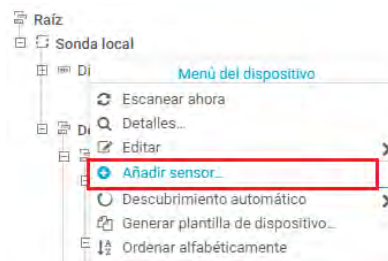 Raíz
Sonda local
Di
Menú del dispositivo
Escanear ahora
Detalles...
Editar
Añadir sensor...
Descubrimiento automático
Generar plantilla de dispositivo...
Ordenar alfabéticamente